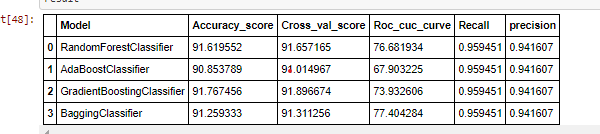 result
t[48]:
Model Accuracy_score Cross_val_score Roc_cuc_curve Recall precision
0 RandomForestClassifier 91.619552 91.657165 76.681934 0.959451 0.941607
1 AdaBoostClassifier 90.853789 91.014967 67.903225 0.959451 0.941607
2 GradientBoostingClassifier 91.767456 91.896674 73.932606 0.959451 0.941607
3 BaggingClassifier 91.259333 91.311256 77.404284 0.959451 0.941607